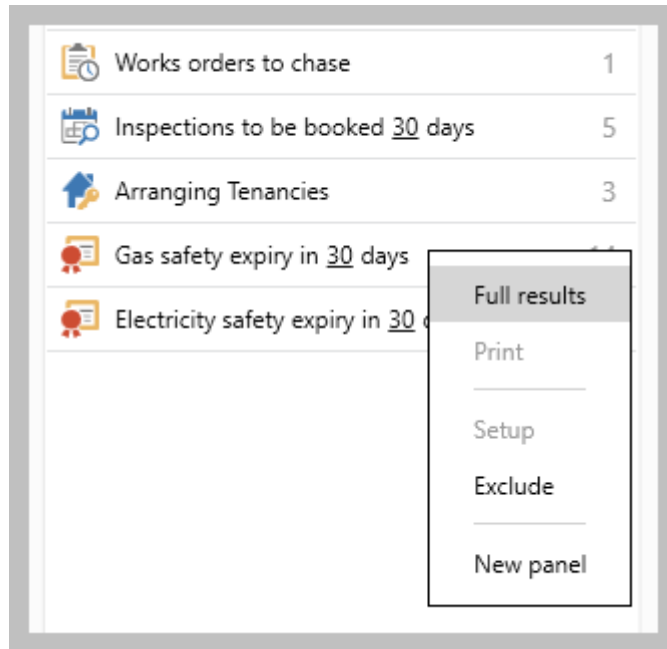 Works orders to chase 1
Inspections to be booked 30 days 5
Arranging Tenancies 3
Gas safety expiry in 30 days
Electricity safety expiry in 30
Full results
Print
Setup
Exclude
New panel